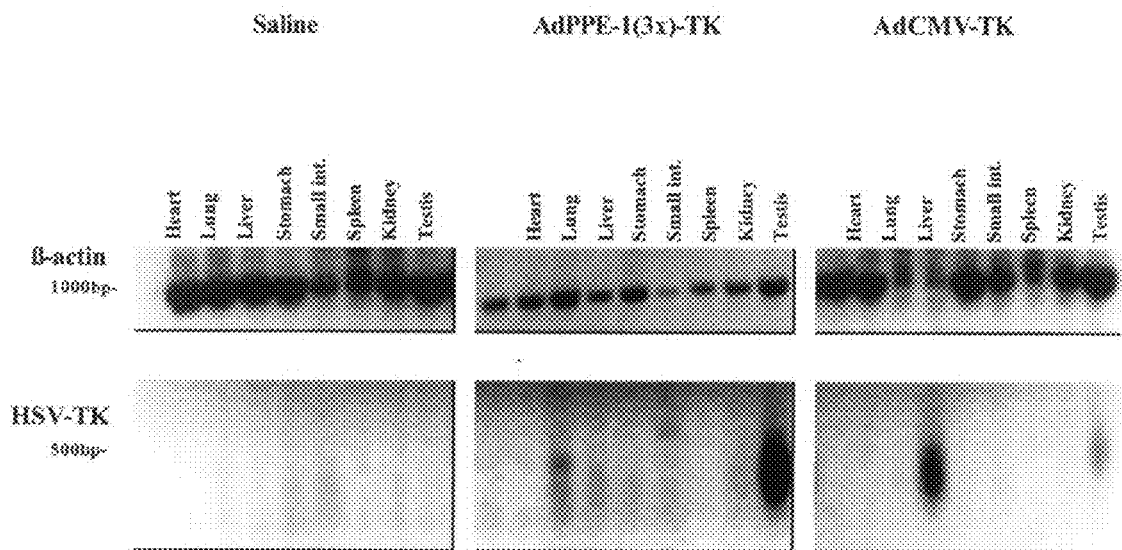 Saline AdPPE-1(3x)-TK AdCMV-TK
Heart Lung Liver Stomach Small int. Spleen Kidney Testis Heart Lung Liver Stomach Small int. Spleen Kidney Testis Heart Lung Liver Stomach Small int. Spleen Kidney Testis
ß-actin
1000bp-
HSV-TK
500bp-